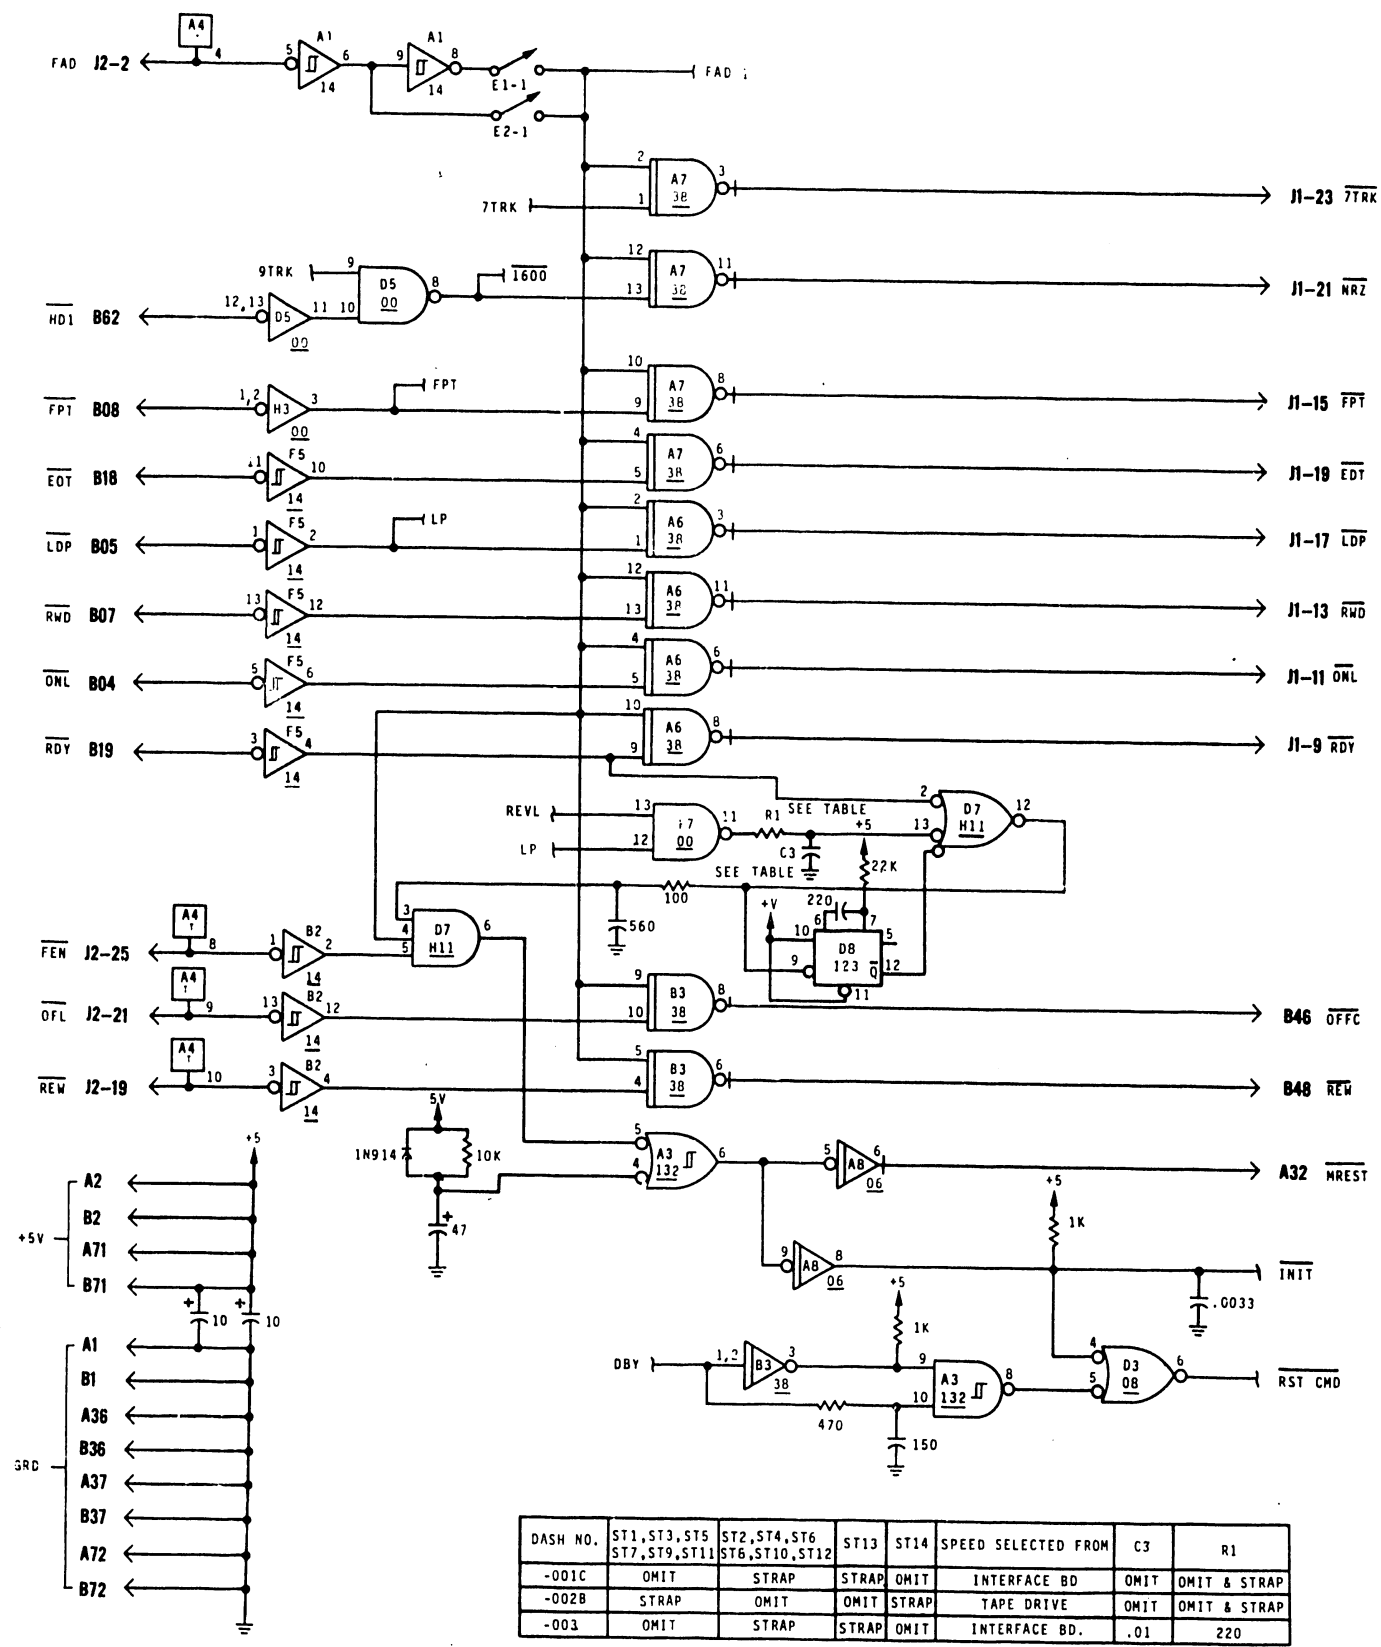 A4
FAD J2-2
4
5
A1
6
14
9
A1
8
14
E1-1
E2-1
FAD
2
7TRK
1
A7
38
3
J1-23 7TRK
9TRK
9
D5
00
8
1600
HD1 B62
12,13
D5
11
10
00
12
13
A7
38
11
J1-21 NRZ
FPT B08
1,2
H3
3
00
FPT
10
9
A7
38
8
J1-15 FPT
EOT B18
11
F5
10
14
4
5
A7
38
6
J1-19 EDT
LDP B05
1
F5
2
14
LP
2
1
A6
38
3
J1-17 LDP
RWD B07
13
F5
12
14
12
13
A6
38
11
J1-13 RWD
ONL B04
5
F5
6
14
4
5
A6
38
6
J1-11 ONL
RDY B19
3
F5
4
14
10
9
A6
38
8
J1-9 RDY
REVL
13
LP
12
00
11
R1
SEE TABLE
C3
SEE TABLE
+5
22K
2
13
D7
H11
12
100
560
+V
220
6
7
10
9
D8
123
Q
5
12
11
3
4
5
D7
H11
6
A4
FEN J2-25
8
1
B2
2
14
A4
OFL J2-21
9
13
B2
12
14
9
10
B3
38
8
B46 OFFC
A4
REW J2-19
10
3
B2
4
14
5
4
B3
38
6
B48 REW
5V
1N914
10K
47
5
4
A3
132
6
5
A8
6
06
A32 MREST
9
A8
8
06
+5
1K
INIT
.0033
+5
A2
B2
+5V
A71
B71
10
10
A1
B1
A36
B36
GRD
A37
B37
A72
B72
DBY
1,2
B3
3
38
+5
1K
470
150
9
10
A3
132
8
4
5
D3
08
6
RST CMD
DASH NO. ST1,ST3,ST5 ST7,ST9,ST11 ST2,ST4,ST6 ST6,ST10,ST12 ST13 ST14 SPEED SELECTED FROM C3 R1
-001C OMIT STRAP STRAP OMIT INTERFACE BD OMIT OMIT & STRAP
-002B STRAP OMIT OMIT STRAP TAPE DRIVE OMIT OMIT & STRAP
-003 OMIT STRAP STRAP OMIT INTERFACE BD. .01 220